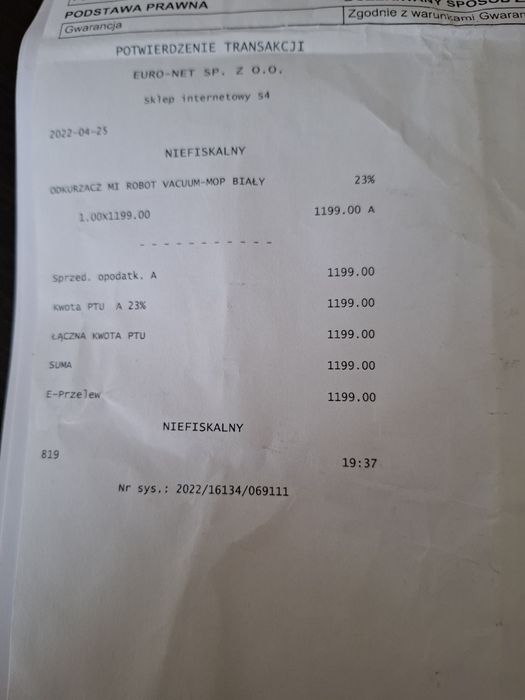 PODSTAWA PRAWNA
Gwarancja
Zgodnie z warunkami Gwaran
POTWIERDZENIE TRANSAKCJI
EURO-NET SP. Z O.O.
sklep internetowy S4
2022-04-25
NIEFISKALNY
ODKURZACZ MI ROBOT VACUUM-MOP BIAŁY 23%
1.00x1199.00 1199.00 A
- - - - - - - - - - -
Sprzed. opodatk. A 1199.00
Kwota PTU A 23% 1199.00
ŁĄCZNA KWOTA PTU 1199.00
SUMA 1199.00
E-Przelew 1199.00
NIEFISKALNY
819 19:37
Nr sys.: 2022/16134/069111